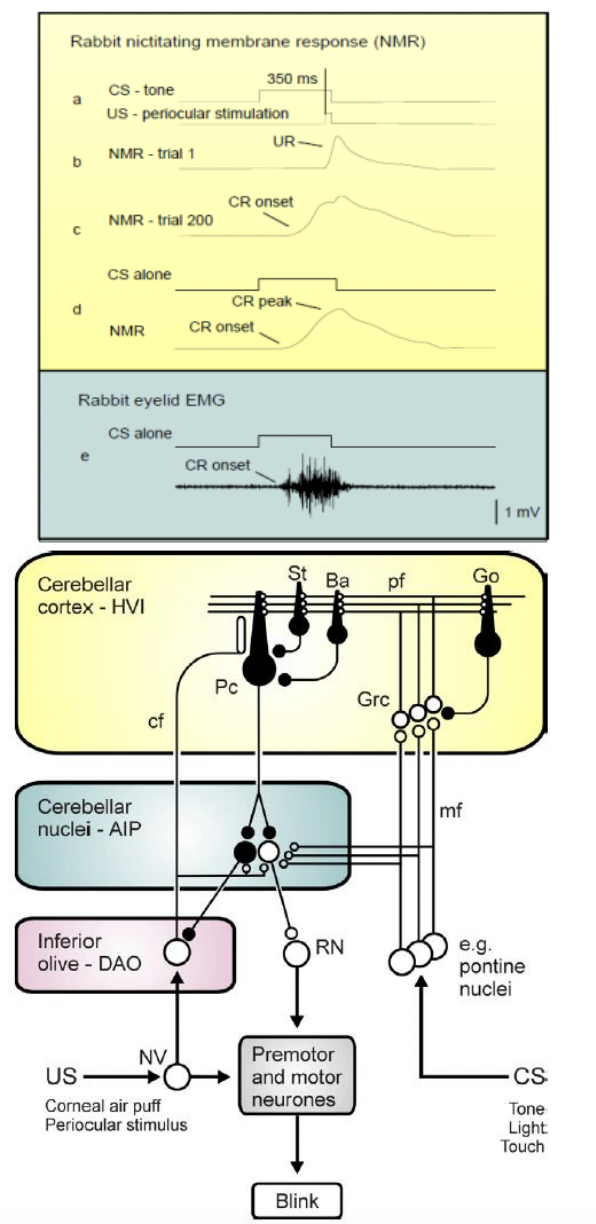 Rabbit nictitating membrane response (NMR)
350 ms
a
CS - tone
US - periocular stimulation
UR
b
NMR - trial 1
CR onset
c
NMR - trial 200
CS alone
d
CR peak
CR onset
NMR
Rabbit eyelid EMG
CS alone
e
CR onset
1 mV
Cerebellar
cortex - HVI
St
Ba
pf
Go
Pc
Grc
cf
Cerebellar
nuclei - AIP
mf
Inferior
olive - DAO
RN
e.g.
pontine
nuclei
NV
US
Corneal air puff
Periocular stimulus
Premotor
and motor
neurones
CS
Tone
Light
Touch
Blink